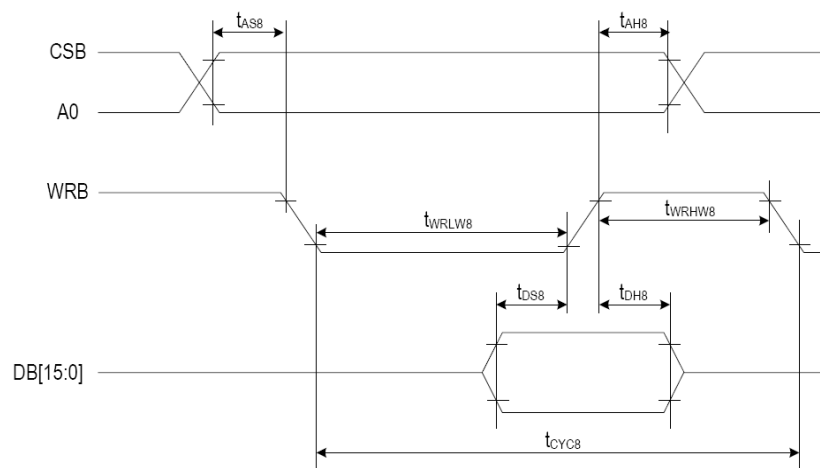 tAS8 tAH8
CSB
A0
WRB
tWRLW8 tWRHW8
tDS8 tDH8
DB[15:0]
tCYC8